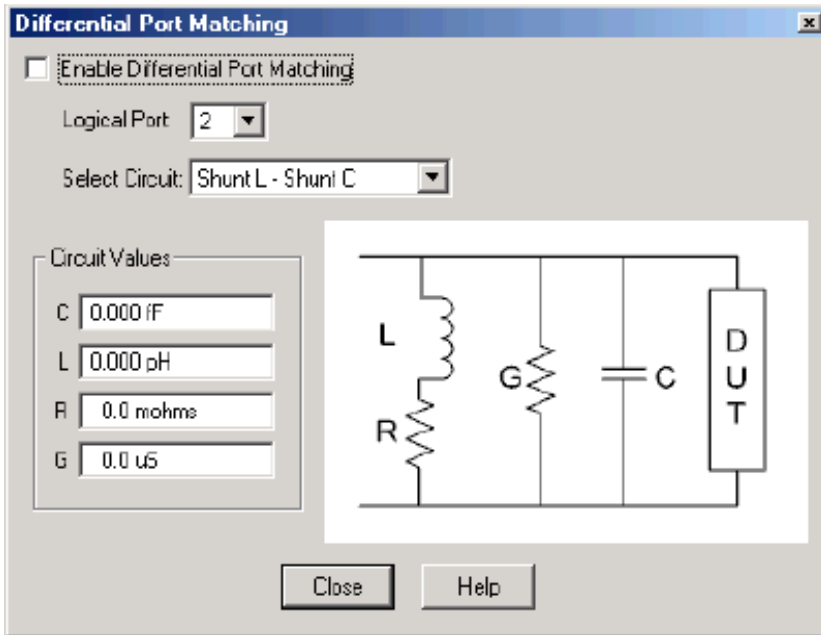 Differential Port Matching
Enable Differential Port Matching
Logical Port 2
Select Circuit: Shunt L - Shunt C
Circuit Values
C 0.000 fF
L 0.000 pH
R 0.0 mohms
G 0.0 uS
L
R
G
C
DUT
Close
Help